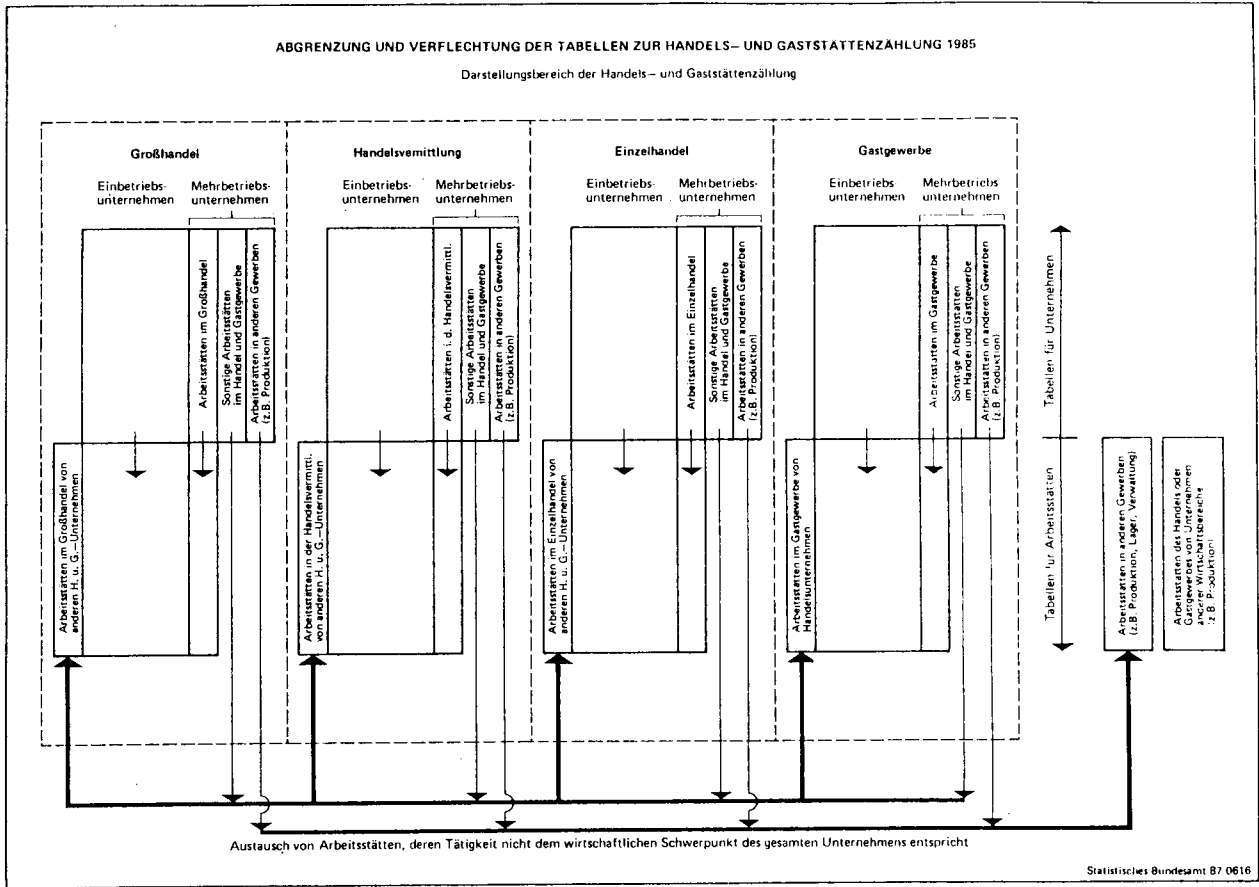 ABGRENZUNG UND VERFLECHTUNG DER TABELLEN ZUR HANDELS– UND GASTSTÄTTENZÄHLUNG 1985
Darstellungsbereich der Handels– und Gaststättenzählung
Großhandel
Einbetriebs-
unternehmen
Mehrbetriebs-
unternehmen
Arbeitsstätten im Großhandel
Sonstige Arbeitsstätten
im Handel und Gastgewerbe
Arbeitsstätten in anderen Gewerben
(z.B. Produktion)
Arbeitsstätten im Großhandel von
anderen H. u. G.–Unternehmen
Handelsvemittlung
Einbetriebs-
unternehmen
Mehrbetriebs-
unternehmen
Arbeitsstätten i. d. Handelsvermittl.
Sonstige Arbeitsstätten
im Handel und Gastgewerbe
Arbeitsstätten in anderen Gewerben
(z.B. Produktion)
Arbeitsstätten in der Handelsvermittl.
von anderen H. u. G.–Unternehmen
Einzelhandel
Einbetriebs-
unternehmen
Mehrbetriebs-
unternehmen
Arbeitsstätten im Einzelhandel
Sonstige Arbeitsstätten
im Handel und Gastgewerbe
Arbeitsstätten in anderen Gewerben
(z.B. Produktion)
Arbeitsstätten im Einzelhandel von
anderen H. u. G.–Unternehmen
Gastgewerbe
Einbetriebs-
unternehmen
Mehrbetriebs
unternehmen
Arbeitsstätten im Gastgewerbe
Sonstige Arbeitsstätten
im Handel und Gastgewerbe
Arbeitsstätten in anderen Gewerben
(z.B. Produktion)
Arbeitsstätten im Gastgewerbe von
Handelsunternehmen
Tabellen für Unternehmen
Tabellen für Arbeitsstätten
Arbeitsstätten in anderen Gewerben
(z.B. Produktion, Lager, Verwaltung)
Arbeitsstätten des Handels oder
Gastgewerbes von Unternehmen
anderer Wirtschaftsbereiche
(z.B. Produktion)
Austausch von Arbeitsstätten, deren Tätigkeit nicht dem wirtschaftlichen Schwerpunkt des gesamten Unternehmens entspricht
Statistisches Bundesamt 87 0616